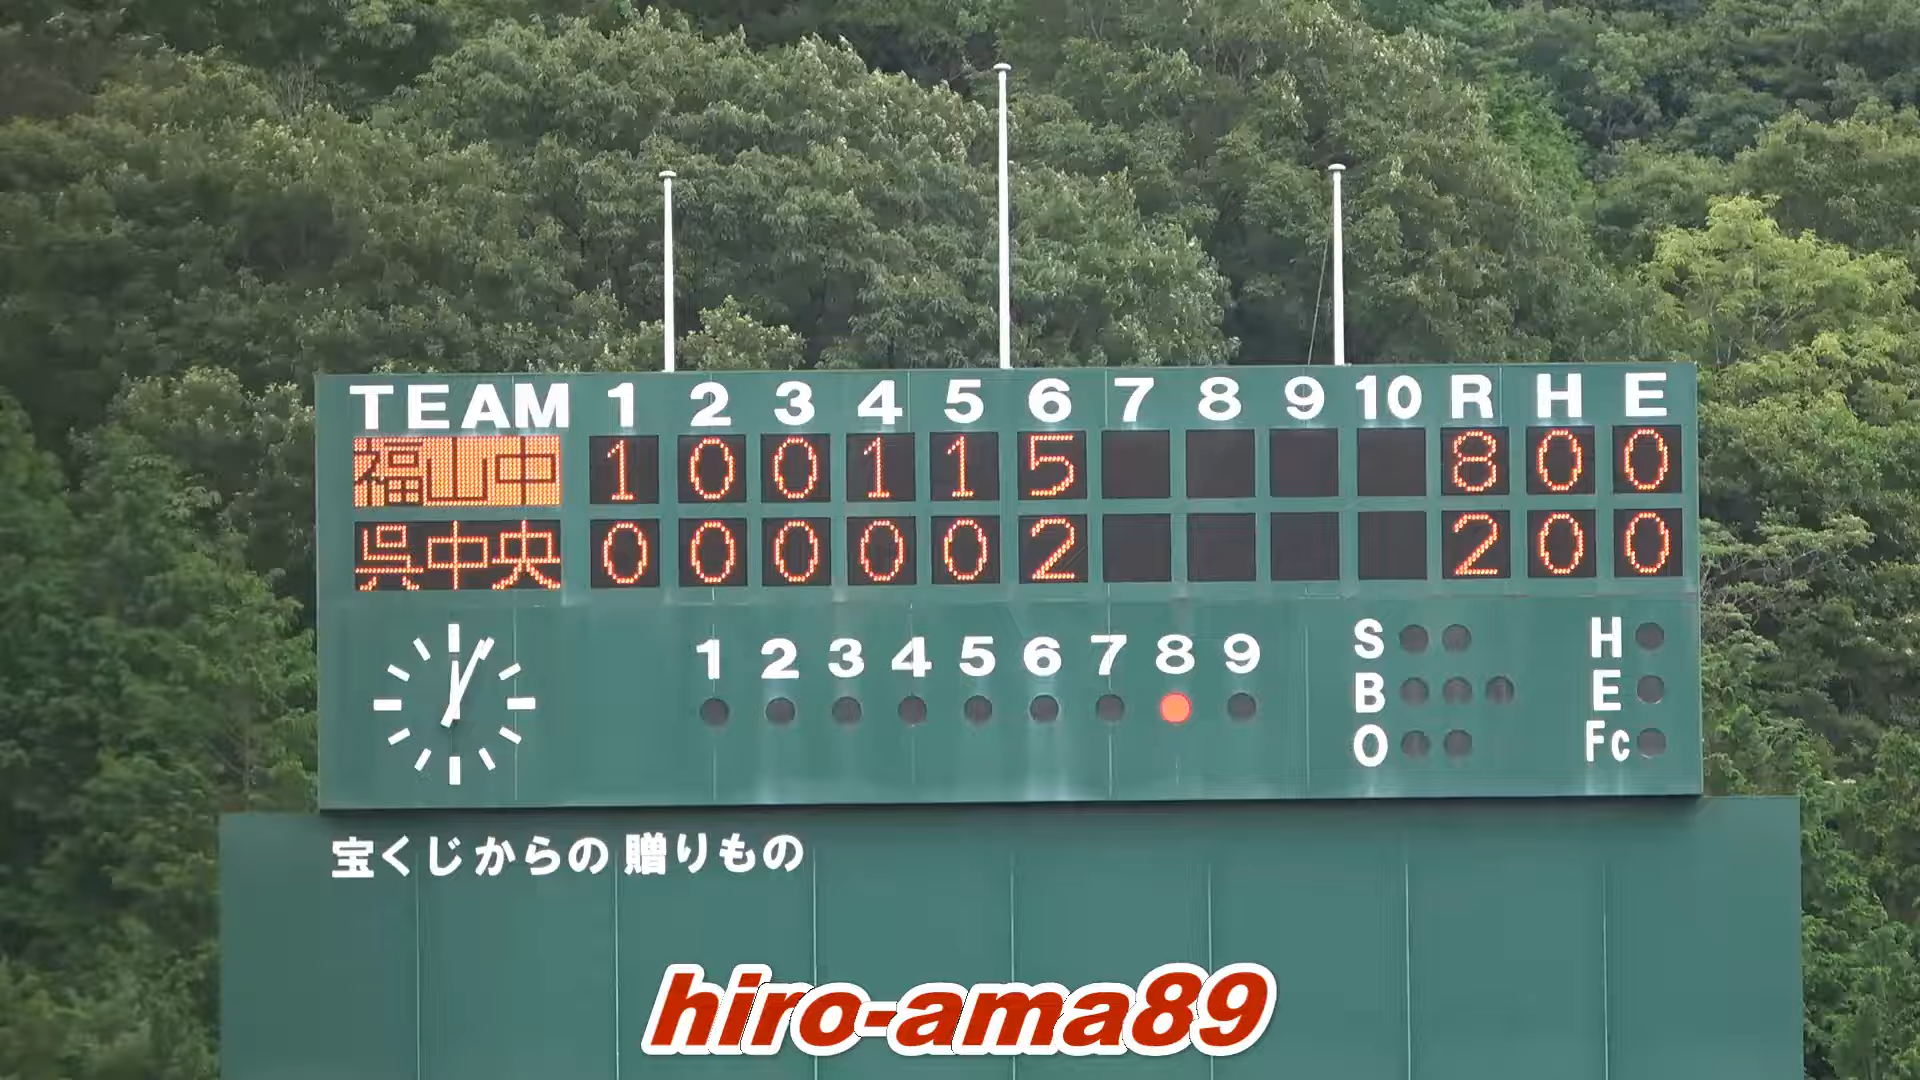 TEAM 1 2 3 4 5 6 7 8 9 10 R H E
福山中 1 0 0 1 1 5 8 0 0
呉中央 0 0 0 0 0 2 2 0 0
1 2 3 4 5 6 7 8 9
S H
B E
O Fc
宝くじからの贈りもの
hiro-ama89